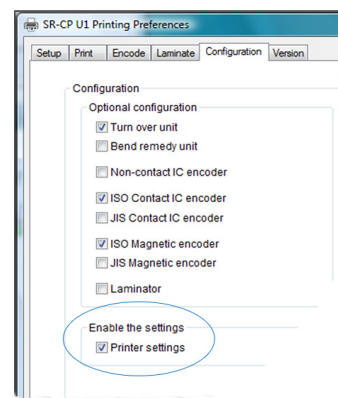 SR-CP U1 Printing Preferences
Setup Print Encode Laminate Configuration Version
Configuration
Optional configuration
Turn over unit
Bend remedy unit
Non-contact IC encoder
ISO Contact IC encoder
JIS Contact IC encoder
ISO Magnetic encoder
JIS Magnetic encoder
Laminator
Enable the settings
Printer settings